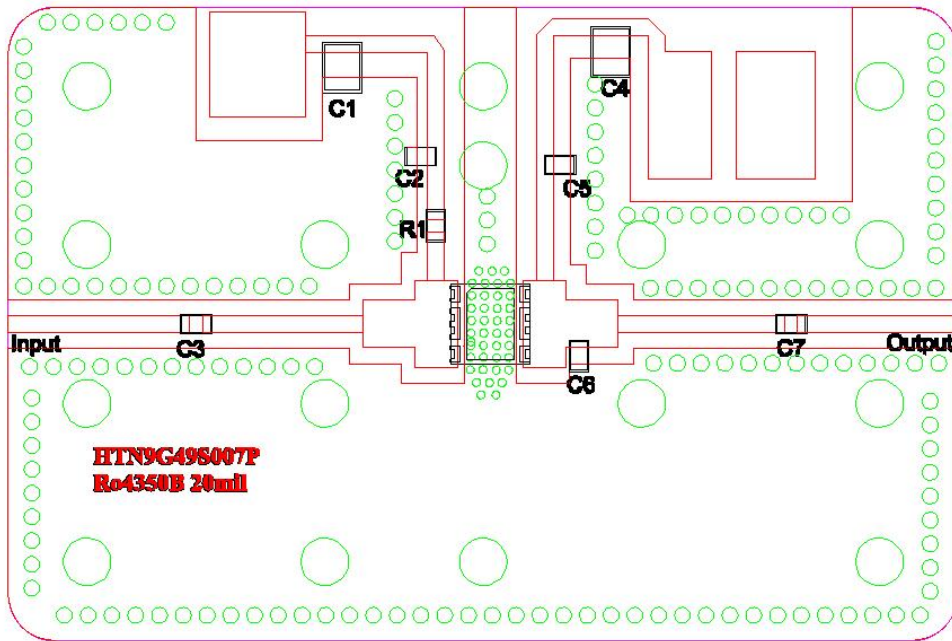 C1
C4
C2
C5
R1
Input
C3
C7
Output
C6
HTN9G49S007P
Ro4350B 20mil